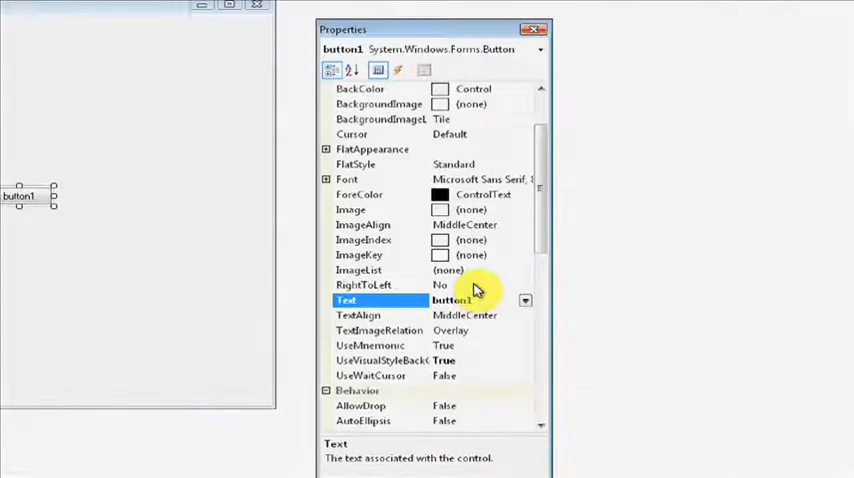 button1
Properties
button1 System.Windows.Forms.Button
BackColor Control
BackgroundImage (none)
BackgroundImageL Tile
Cursor Default
FlatAppearance
FlatStyle Standard
Font Microsoft Sans Serif, 8
ForeColor ControlText
Image (none)
ImageAlign MiddleCenter
ImageIndex (none)
ImageKey (none)
ImageList (none)
RightToLeft No
Text button1
TextAlign MiddleCenter
TextImageRelation Overlay
UseMnemonic True
UseVisualStyleBackC True
UseWaitCursor False
Behavior
AllowDrop False
AutoEllipsis False
Text
The text associated with the control.